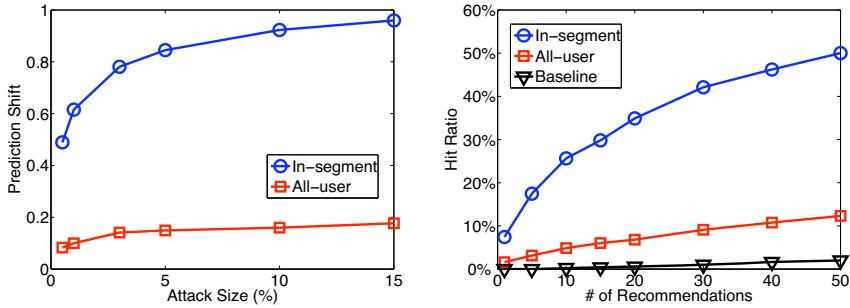 1
0.8
0.6
0.4
0.2
0
0
5
10
15
Prediction Shift
Attack Size (%)
In-segment
All-user
60%
50%
40%
30%
20%
10%
0%
0
10
20
30
40
50
Hit Ratio
# of Recommendations
In-segment
All-user
Baseline